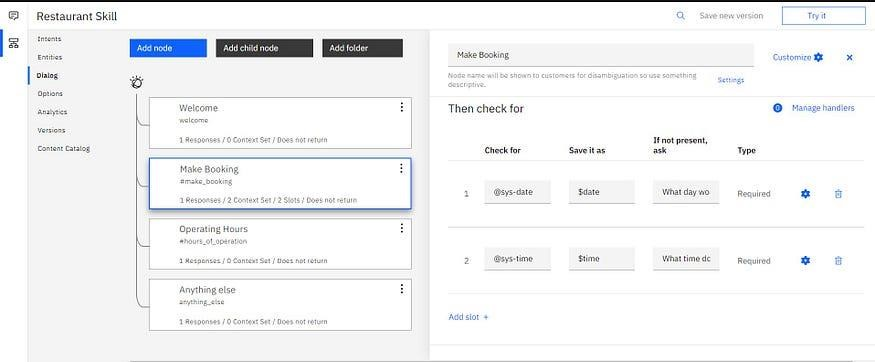 Restaurant Skill
Save new version
Try it
Intents
Entities
Dialog
Options
Analytics
Versions
Content Catalog
Add node
Add child node
Add folder
Welcome
welcome
1 Responses / 0 Context Set / Does not return
Make Booking
#make_booking
1 Responses / 2 Context Set / 2 Slots / Does not return
Operating Hours
#hours_of_operation
1 Responses / 0 Context Set / Does not return
Anything else
anything_else
1 Responses / 0 Context Set / Does not return
Make Booking
Customize
Node name will be shown to customers for disambiguation so use something
descriptive.
Settings
Then check for
0 Manage handlers
Check for
Save it as
If not present,
ask
Type
1 @sys-date $date What day wo Required
2 @sys-time $time What time dc Required
Add slot +